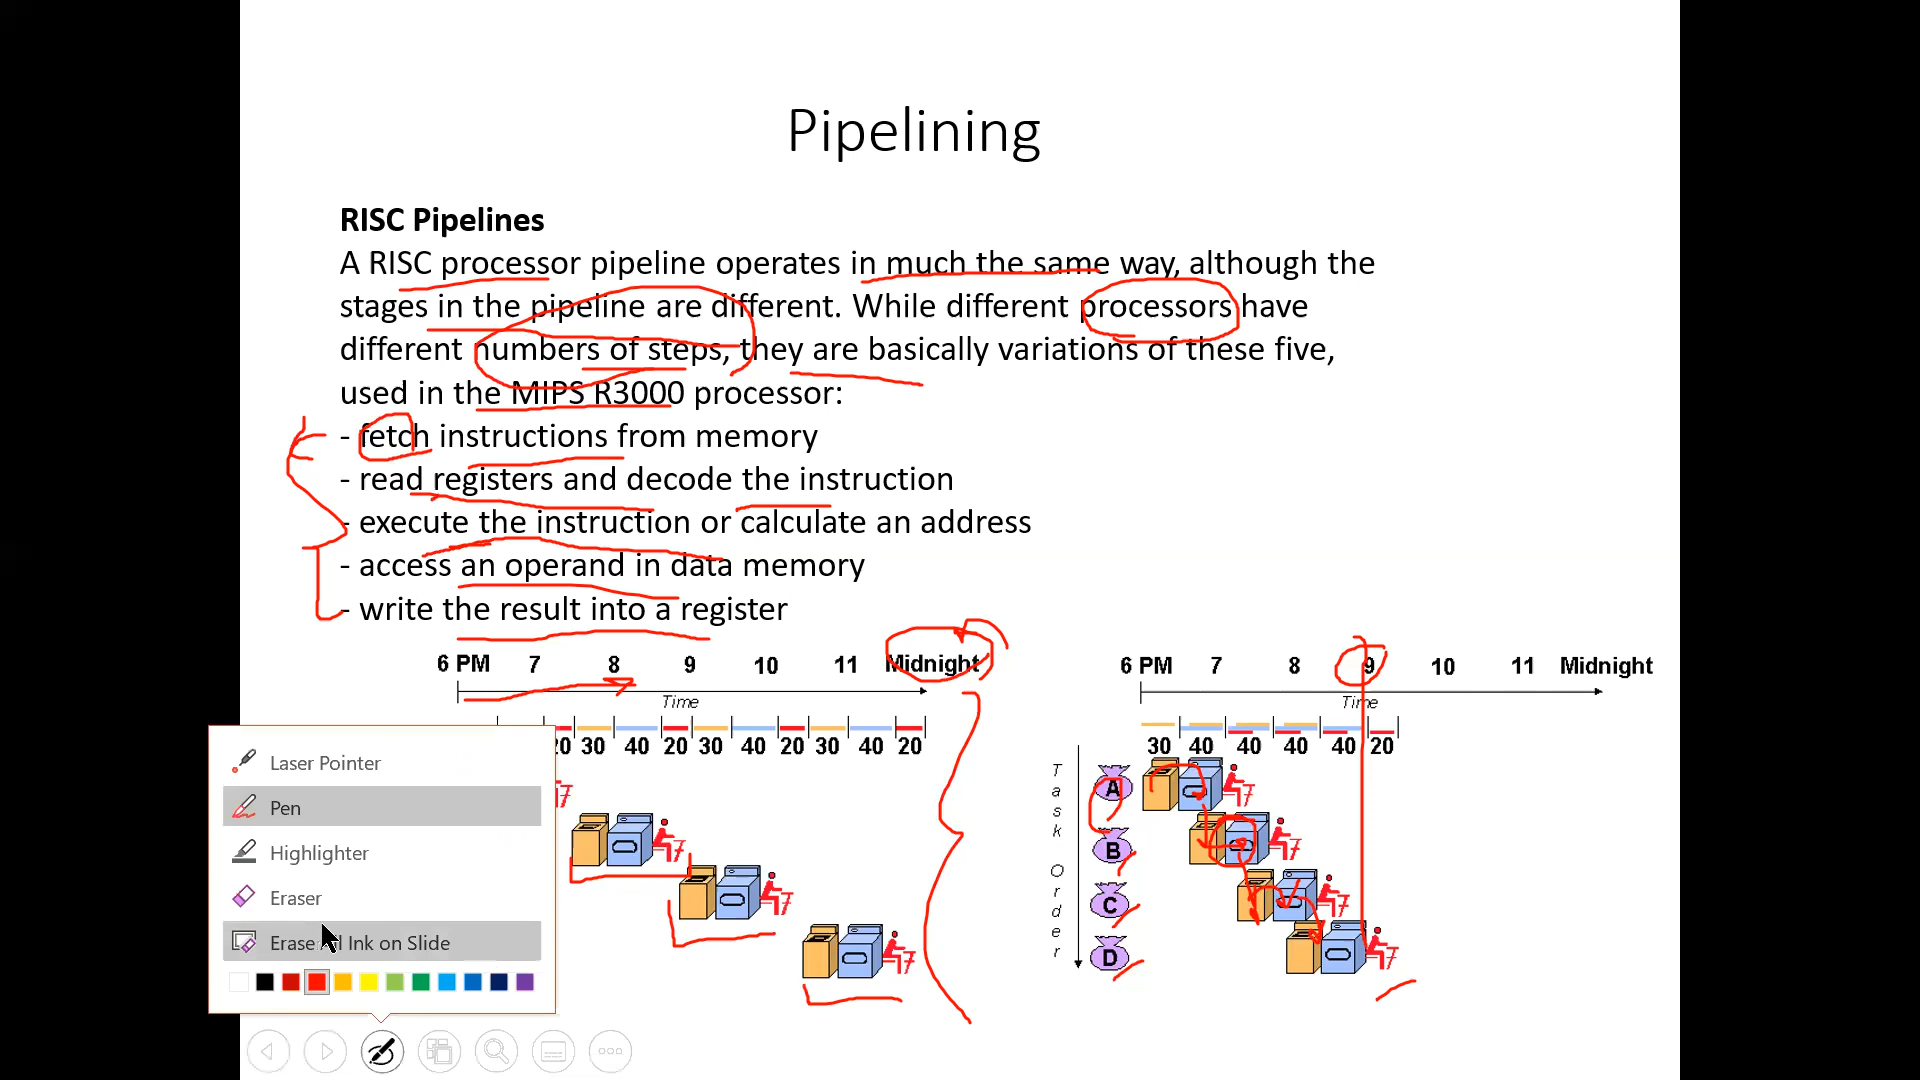 Pipelining
RISC Pipelines
A RISC processor pipeline operates in much the same way, although the
stages in the pipeline are different. While different processors have
different numbers of steps, they are basically variations of these five,
used in the MIPS R3000 processor:
- fetch instructions from memory
- read registers and decode the instruction
- execute the instruction or calculate an address
- access an operand in data memory
- write the result into a register
6 PM 7 8 9 10 11 Midnight
Time
20 30 40 20 30 40 20 30 40 20
6 PM 7 8 9 10 11 Midnight
Time
30 40 40 40 40 20
Task Order
A
B
C
D
Laser Pointer
Pen
Highlighter
Eraser
Erase All Ink on Slide